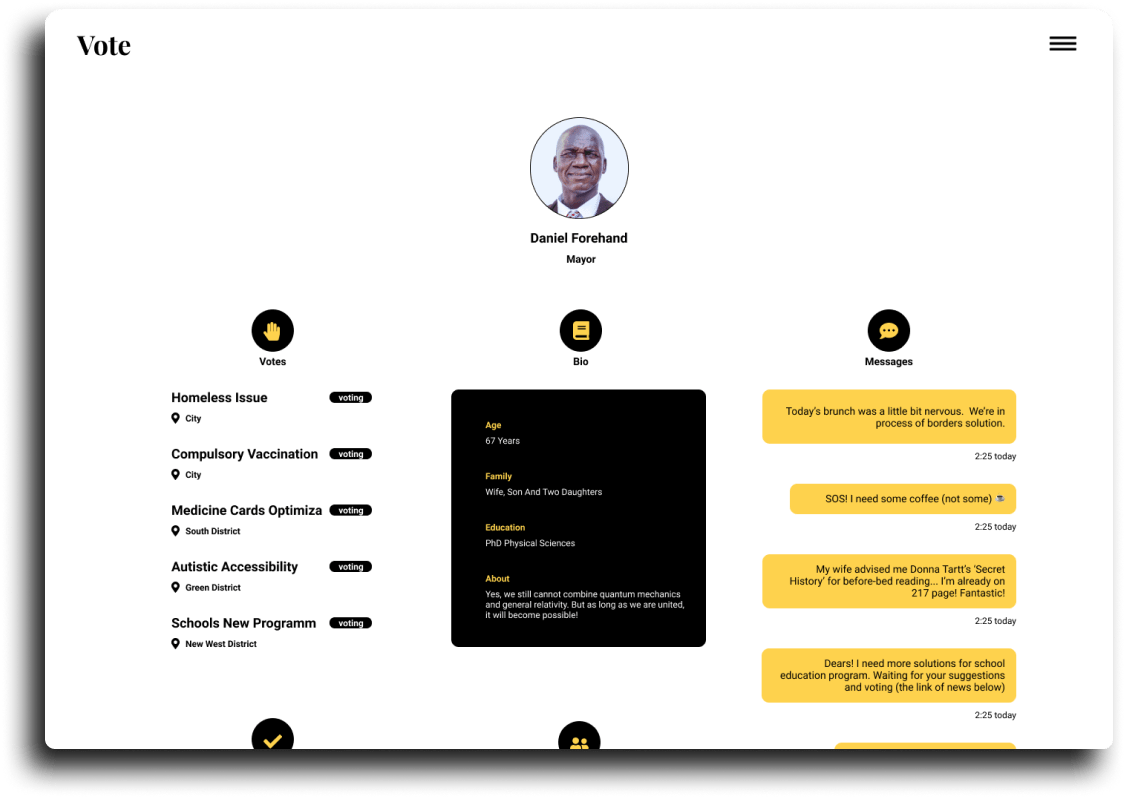 Vote
Daniel Forehand
Mayor
Votes
Homeless Issue voting
City
Compulsory Vaccination voting
City
Medicine Cards Optimiza voting
South District
Autistic Accessibility voting
Green District
Schools New Programm voting
New West District
Bio
Age
67 Years
Family
Wife, Son And Two Daughters
Education
PhD Physical Sciences
About
Yes, we still cannot combine quantum mechanics
and general relativity. But as long as we are united,
it will become possible!
Messages
Today’s brunch was a little bit nervous.  We’re in
process of borders solution.
2:25 today
SOS! I need some coffee (not some) ☕
2:25 today
My wife advised me Donna Tartt’s ‘Secret
History’ for before-bed reading... I’m already on
217 page! Fantastic!
2:25 today
Dears! I need more solutions for school
education program. Waiting for your suggestions
and voting (the link of news below)
2:25 today